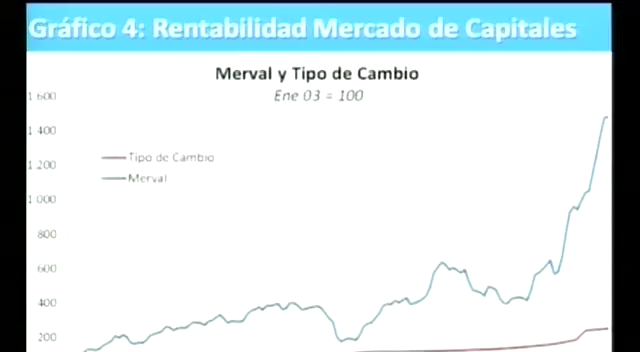 Gráfico 4: Rentabilidad Mercado de Capitales
Merval y Tipo de Cambio
Ene 03 = 100
1 600
1 400
1 200
1 000
800
600
400
200
Tipo de Cambio
Merval